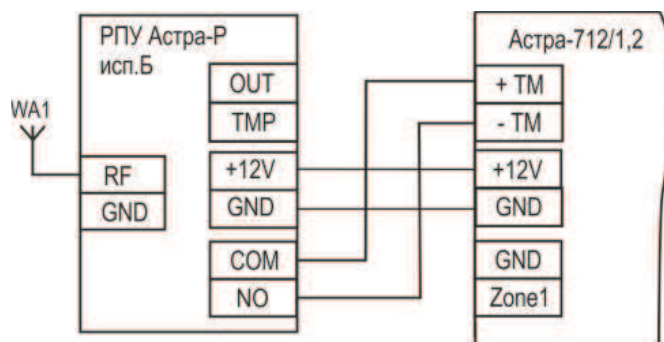 РПУ Астра-Р
исп.Б
WA1
RF
GND
OUT
TMP
+12V
GND
COM
NO
Астра-712/1,2
+ TM
- TM
+12V
GND
GND
Zone1